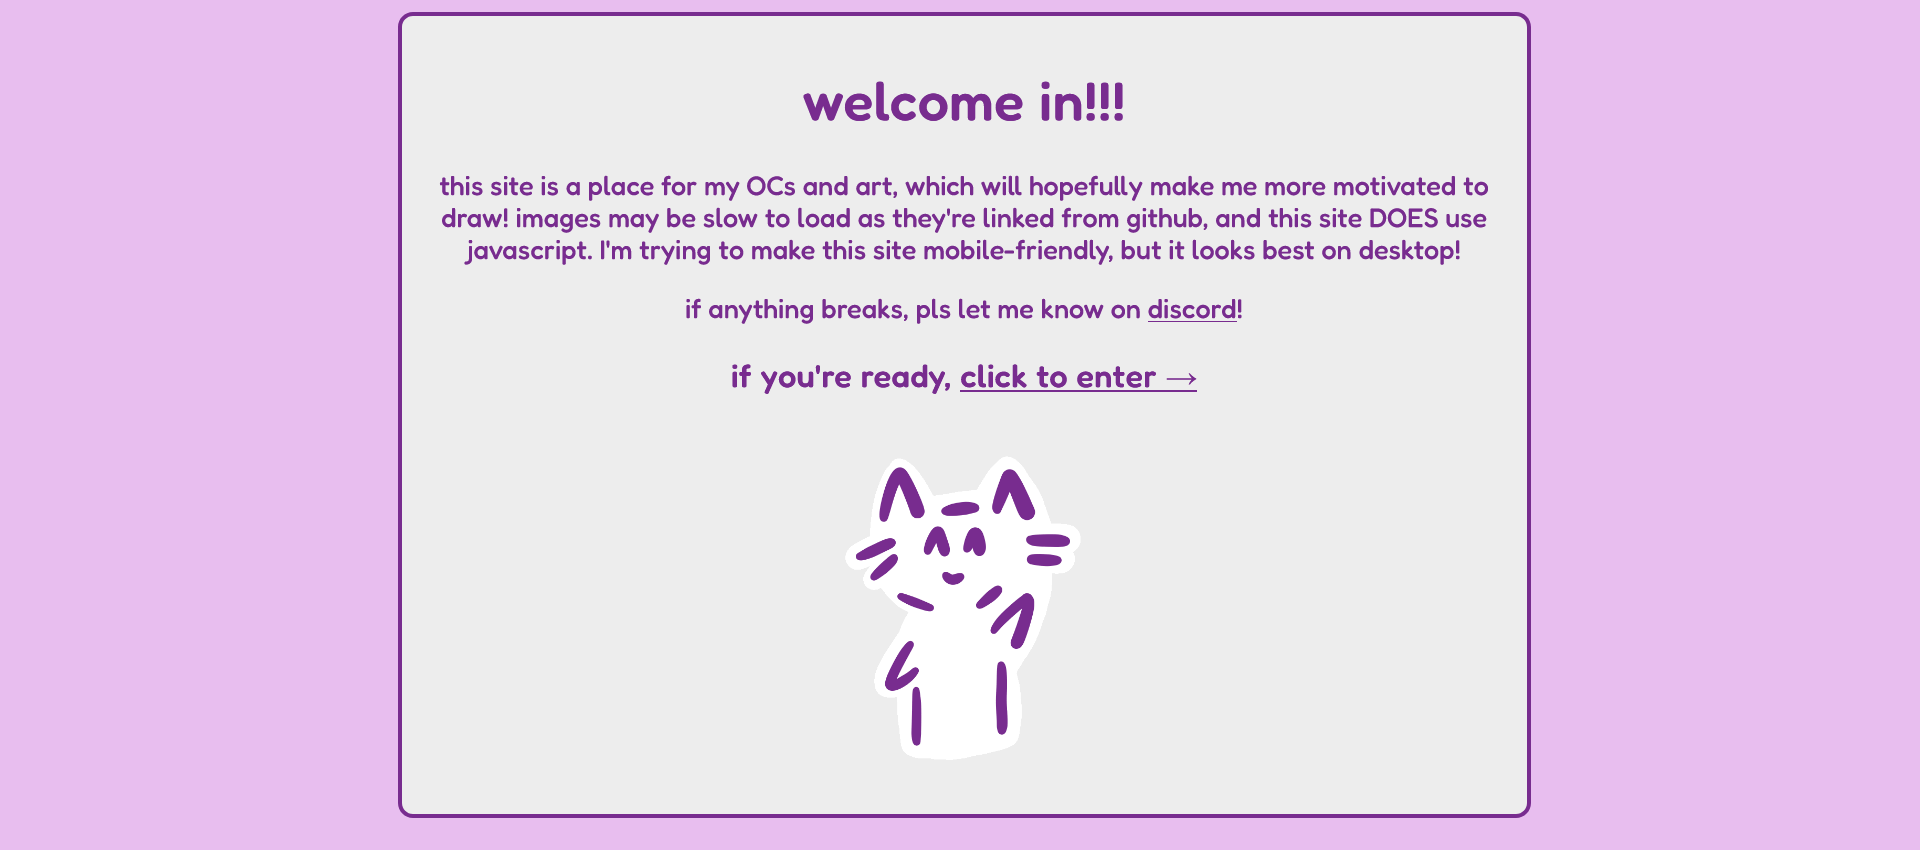 welcome in!!!
this site is a place for my OCs and art, which will hopefully make me more motivated to
draw! images may be slow to load as they're linked from github, and this site DOES use
javascript. I'm trying to make this site mobile-friendly, but it looks best on desktop!
if anything breaks, pls let me know on discord!
if you're ready, click to enter →